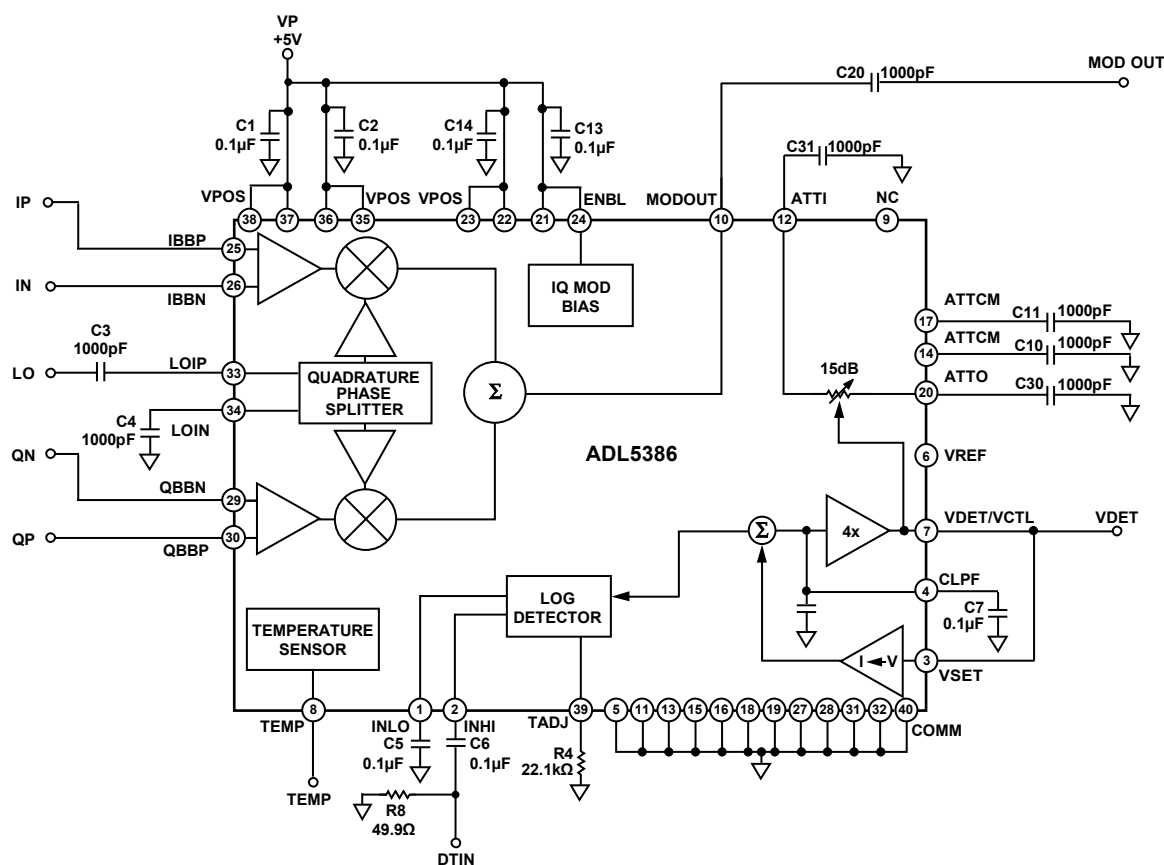 VP
+5V
C1
0.1µF
C2
0.1µF
C14
0.1µF
C13
0.1µF
C20
1000pF
MOD OUT
C31
1000pF
VPOS
VPOS
VPOS
ENBL
MODOUT
ATTI
NC
38
37
36
35
23
22
21
24
10
12
9
IP
IBBP
25
IN
26
IBBN
IQ MOD
BIAS
C3
1000pF
LO
LOIP
33
QUADRATURE
PHASE
SPLITTER
34
LOIN
C4
1000pF
Σ
15dB
ATTCM
17
C11
1000pF
ATTCM
14
C10
1000pF
20
ATTO
C30
1000pF
ADL5386
6
VREF
QN
QBBN
29
QP
30
QBBP
Σ
4x
7
VDET/VCTL
VDET
4
CLPF
C7
0.1µF
LOG
DETECTOR
TEMPERATURE
SENSOR
I
V
3
VSET
TEMP
8
INLO
1
2
INHI
TADJ
39
5
11
13
15
16
18
19
27
28
31
32
40
COMM
C5
0.1µF
C6
0.1µF
R4
22.1kΩ
TEMP
R8
49.9Ω
DTIN